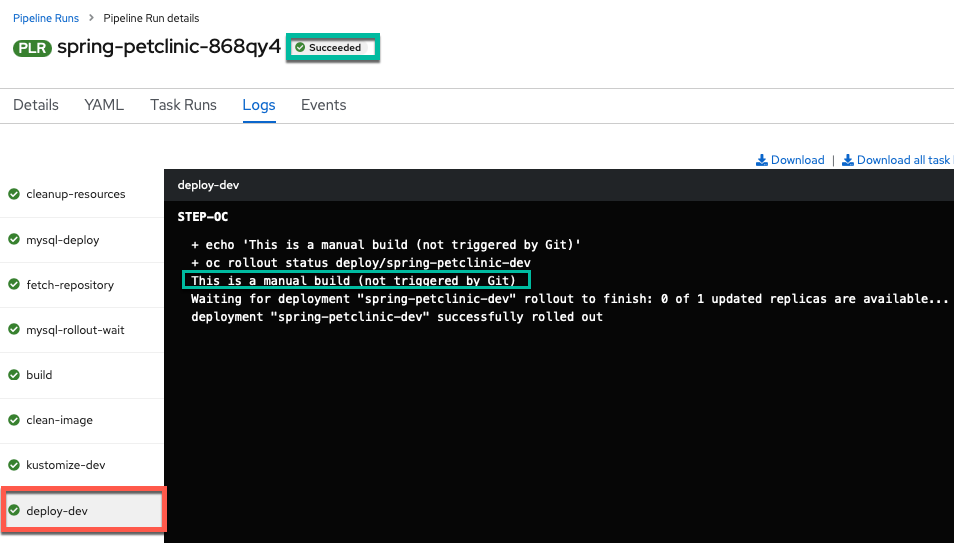 Pipeline Runs > Pipeline Run details
PLR spring-petclinic-868qy4 Succeeded
Details YAML Task Runs Logs Events
Download | Download all task
cleanup-resources
mysql-deploy
fetch-repository
mysql-rollout-wait
build
clean-image
kustomize-dev
deploy-dev
deploy-dev
STEP-OC
+ echo 'This is a manual build (not triggered by Git)'
+ oc rollout status deploy/spring-petclinic-dev
This is a manual build (not triggered by Git)
Waiting for deployment "spring-petclinic-dev" rollout to finish: 0 of 1 updated replicas are available...
deployment "spring-petclinic-dev" successfully rolled out